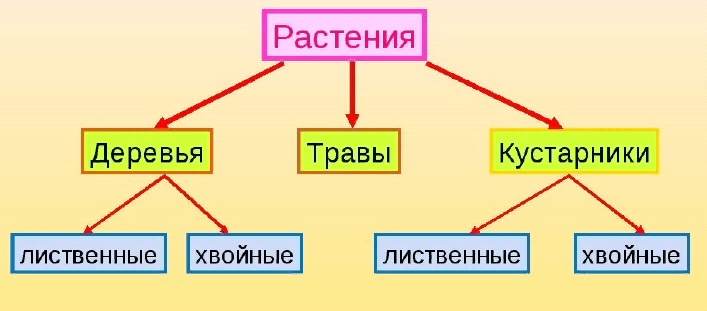 Растения
Деревья
Травы
Кустарники
лиственные
хвойные
лиственные
хвойные